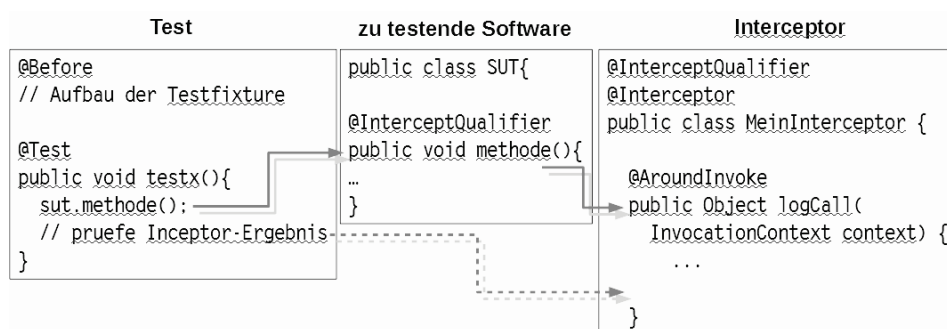 Test
@Before
// Aufbau der Testfixture
@Test
public void testx(){
sut.methode();
// pruefe Inceptor-Ergebnis
}
zu testende Software
public class SUT{
@InterceptQualifier
public void methode(){
…
}
Interceptor
@InterceptQualifier
@Interceptor
public class MeinInterceptor {
@AroundInvoke
public Object logCall(
InvocationContext context) {
...
}